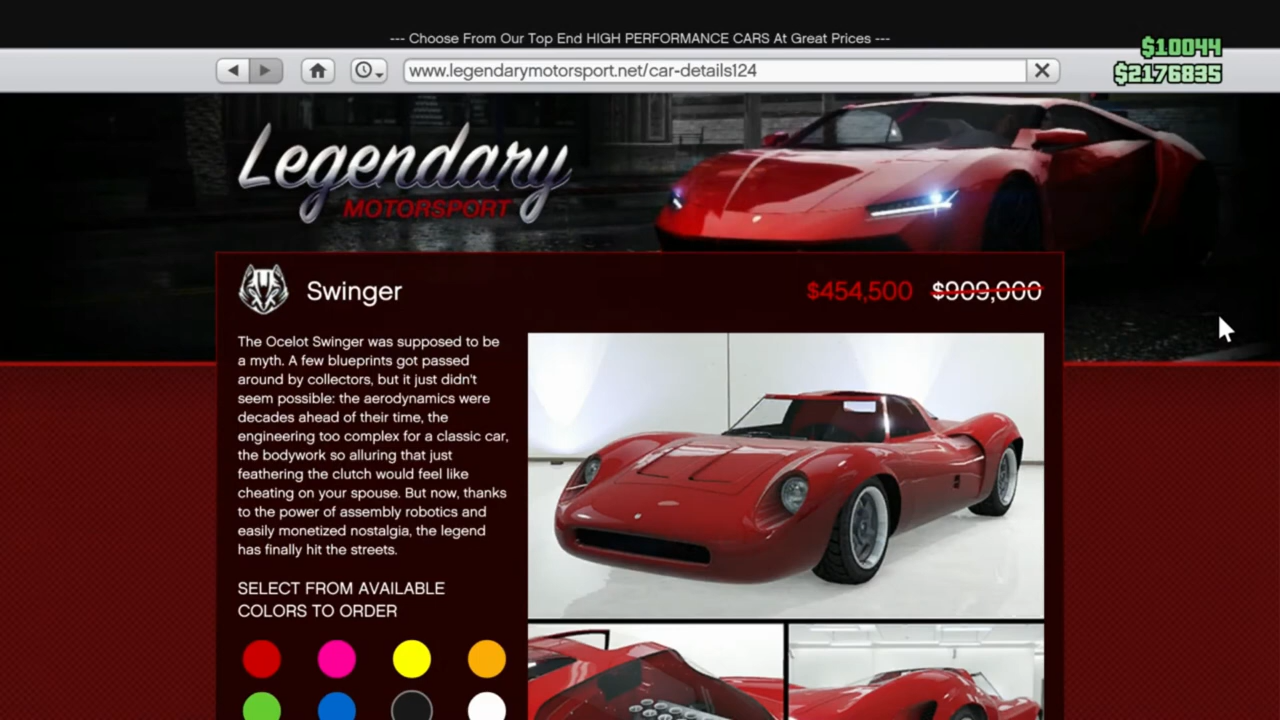 --- Choose From Our Top End HIGH PERFORMANCE CARS At Great Prices ---
$10044
www.legendarymotorsport.net/car-details124
$2176835
Legendary
MOTORSPORT
Swinger
$454,500 $909,000
The Ocelot Swinger was supposed to be
a myth. A few blueprints got passed
around by collectors, but it just didn't
seem possible: the aerodynamics were
decades ahead of their time, the
engineering too complex for a classic car,
the bodywork so alluring that just
feathering the clutch would feel like
cheating on your spouse. But now, thanks
to the power of assembly robotics and
easily monetized nostalgia, the legend
has finally hit the streets.
SELECT FROM AVAILABLE
COLORS TO ORDER